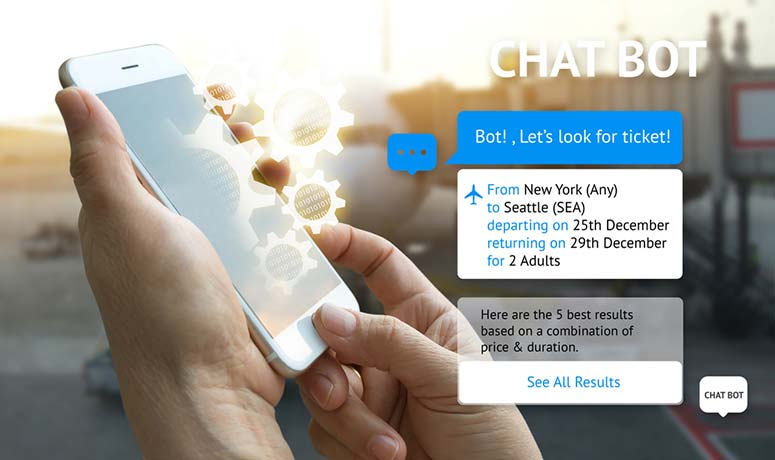 CHAT BOT
Bot! , Let's look for ticket!
From New York (Any)
to Seattle (SEA)
departing on 25th December
returning on 29th December
for 2 Adults
Here are the 5 best results
based on a combination of
price & duration.
See All Results
CHAT BOT